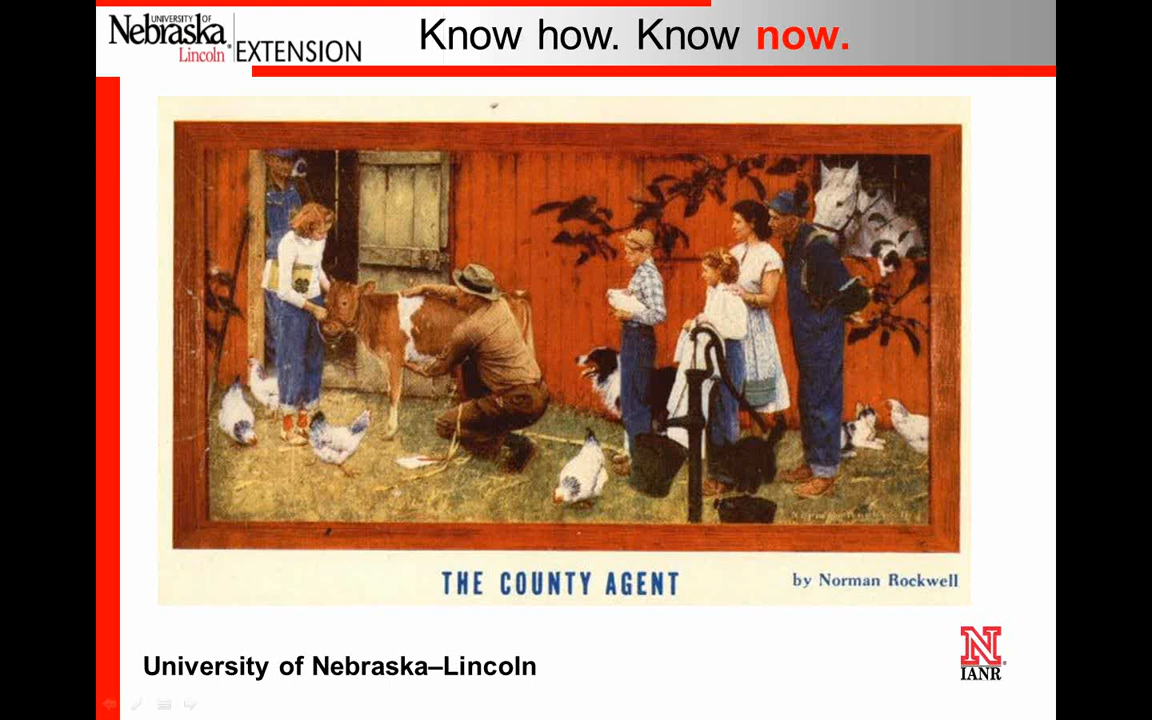 UNIVERSITY OF
Nebraska
Lincoln
EXTENSION
Know how. Know now.
THE COUNTY AGENT
by Norman Rockwell
University of Nebraska–Lincoln
N
IANR